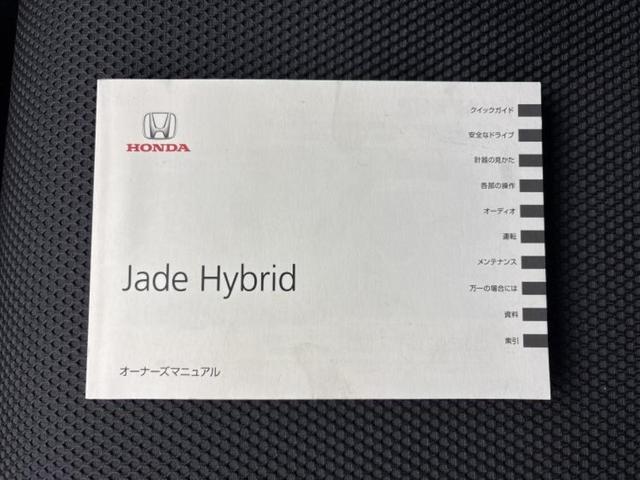 HONDA
Jade Hybrid
オーナーズマニュアル
クイックガイド
安全なドライブ
計器の見かた
各部の操作
オーディオ
運転
メンテナンス
万一の場合には
資料
索引